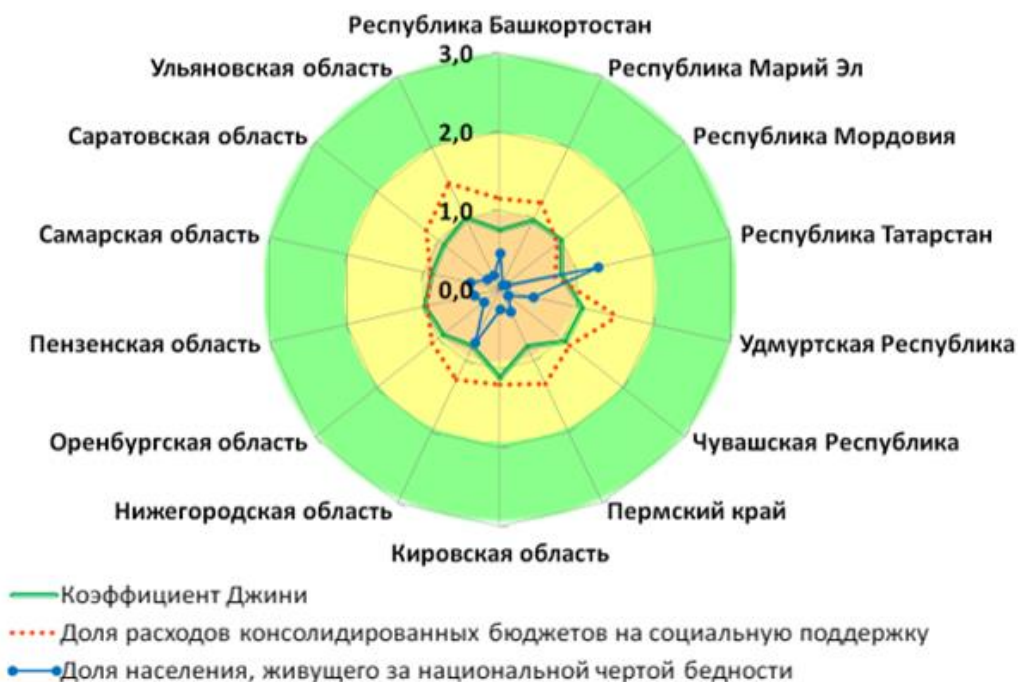 Республика Башкортостан
3,0
Ульяновская область
Республика Марий Эл
Саратовская область
2,0
Республика Мордовия
1,0
Самарская область
Республика Татарстан
0,0
Пензенская область
Удмуртская Республика
Оренбургская область
Чувашская Республика
Нижегородская область
Пермский край
Кировская область
Коэффициент Джини
Доля расходов консолидированных бюджетов на социальную поддержку
Доля населения, живущего за национальной чертой бедности